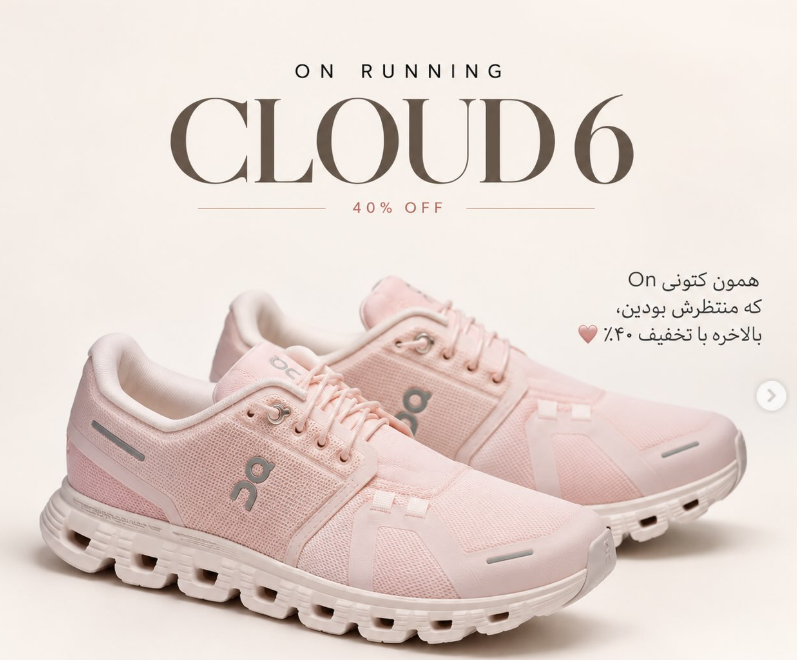 ON RUNNING
CLOUD 6
40% OFF
همون کتونی On
که منتظرش بودین،
بالاخره با تخفیف ۴۰٪ 🩷